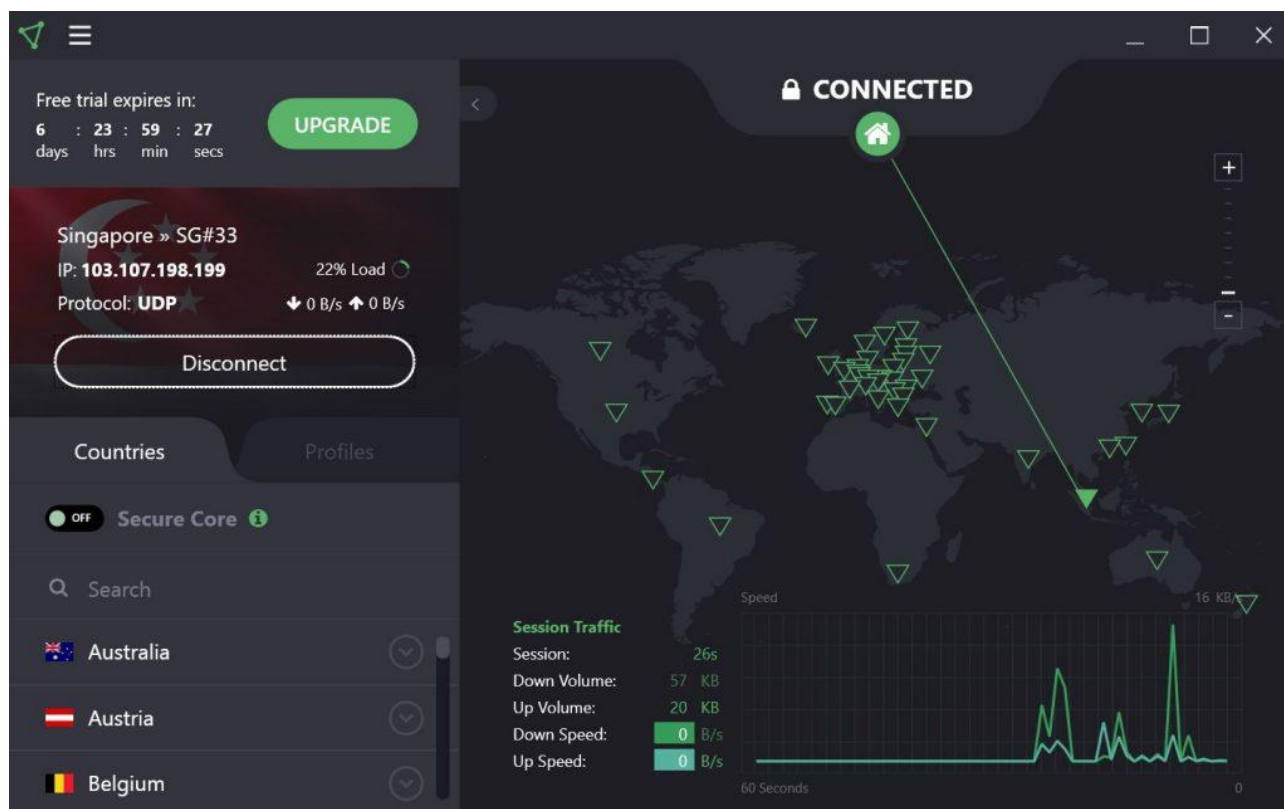 Free trial expires in:
6 : 23 : 59 : 27
days hrs min secs
UPGRADE
Singapore » SG#33
IP: 103.107.198.199
22% Load
Protocol: UDP
0 B/s 0 B/s
Disconnect
Countries
Profiles
OFF
Secure Core
Search
Australia
Austria
Belgium
CONNECTED
+
-
Session Traffic
Session: 26s
Down Volume: 57 KB
Up Volume: 20 KB
Down Speed: 0 B/s
Up Speed: 0 B/s
Speed
16 KB/s
60 Seconds
0